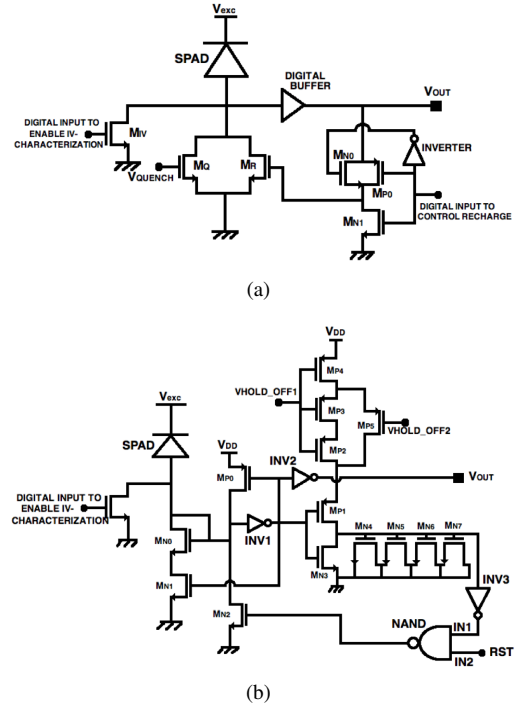 Vexc
SPAD
DIGITAL
BUFFER
VOUT
DIGITAL INPUT TO
ENABLE IV-
CHARACTERIZATION
MIV
MN0
INVERTER
MP0
VQUENCH
MQ
MR
DIGITAL INPUT TO
CONTROL RECHARGE
MN1
(a)
VDD
MP4
VHOLD_OFF1
MP3
MP5
VHOLD_OFF2
MP2
Vexc
SPAD
VDD
MP0
INV2
VOUT
DIGITAL INPUT TO
ENABLE IV-
CHARACTERIZATION
MP1
INV1
MN4
MN5
MN6
MN7
MN0
MN3
MN1
INV3
MN2
NAND
IN1
IN2
RST
(b)